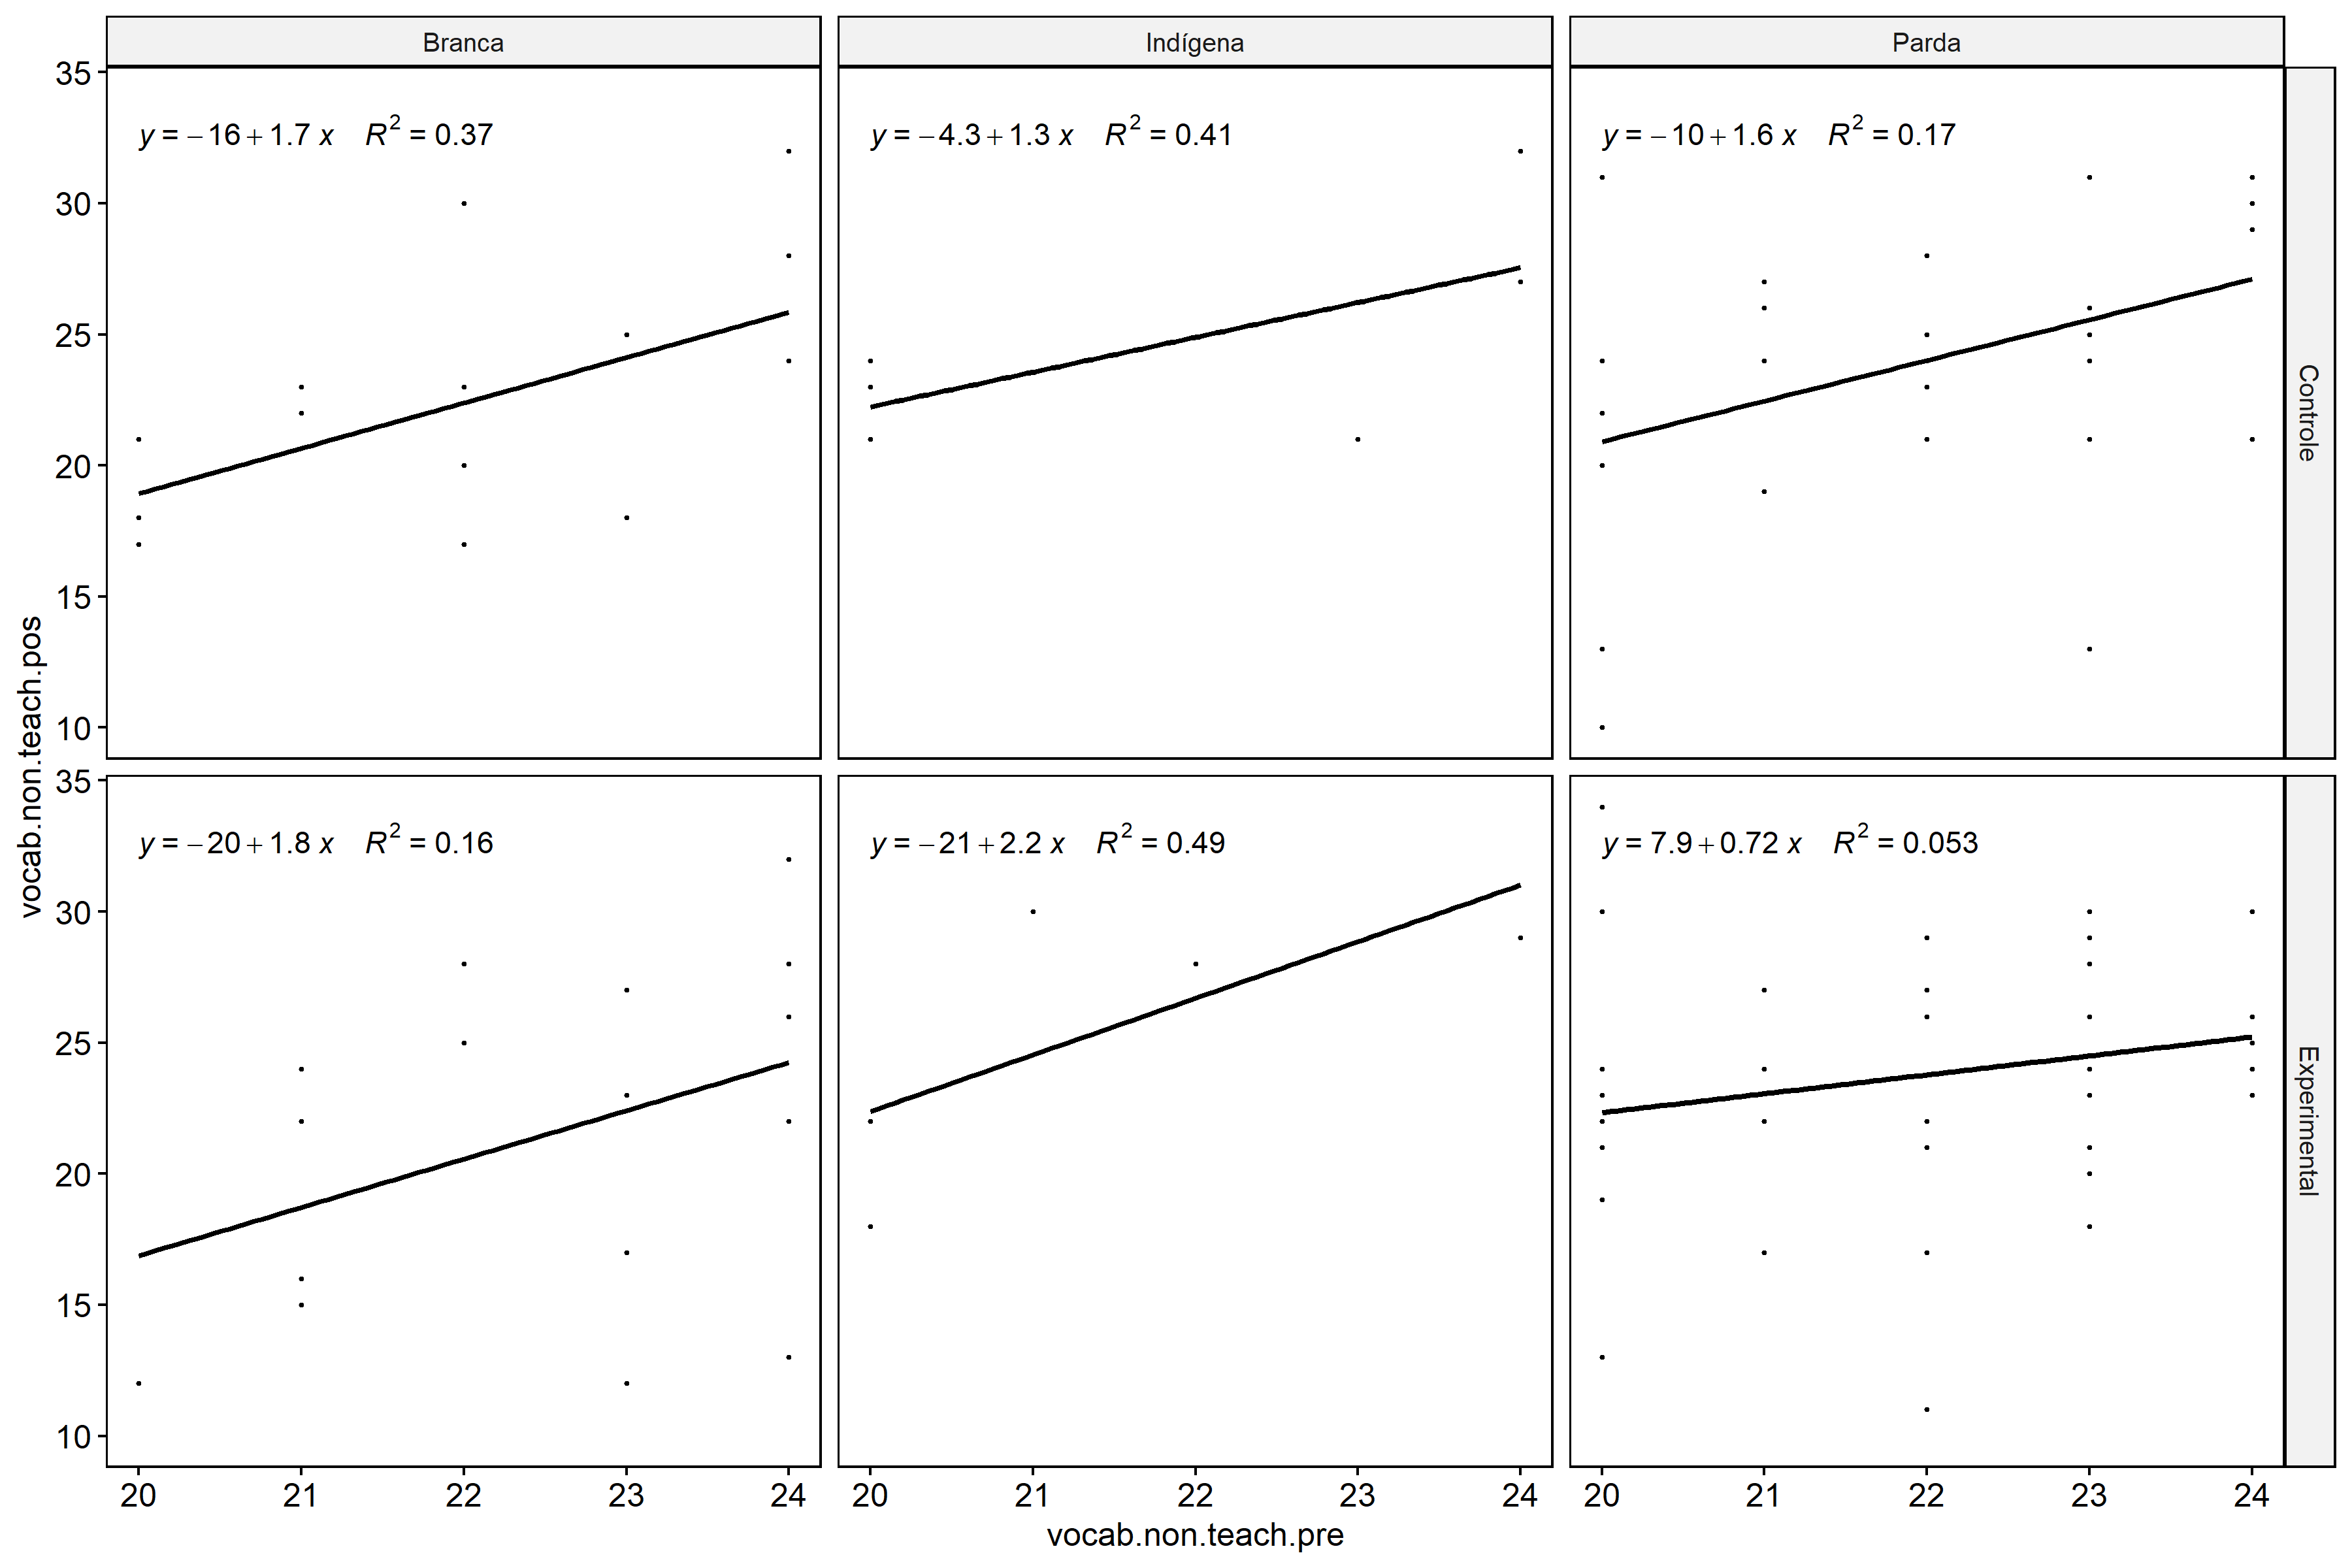 Branca
Indígena
Parda
35
30
25
20
15
10
y = −16 + 1.7 x R² = 0.37
y = −4.3 + 1.3 x R² = 0.41
y = −10 + 1.6 x R² = 0.17
Controle
35
30
25
20
15
10
y = −20 + 1.8 x R² = 0.16
y = −21 + 2.2 x R² = 0.49
y = 7.9 + 0.72 x R² = 0.053
Experimental
vocab.non.teach.pos
20 21 22 23 24
20 21 22 23 24
20 21 22 23 24
vocab.non.teach.pre